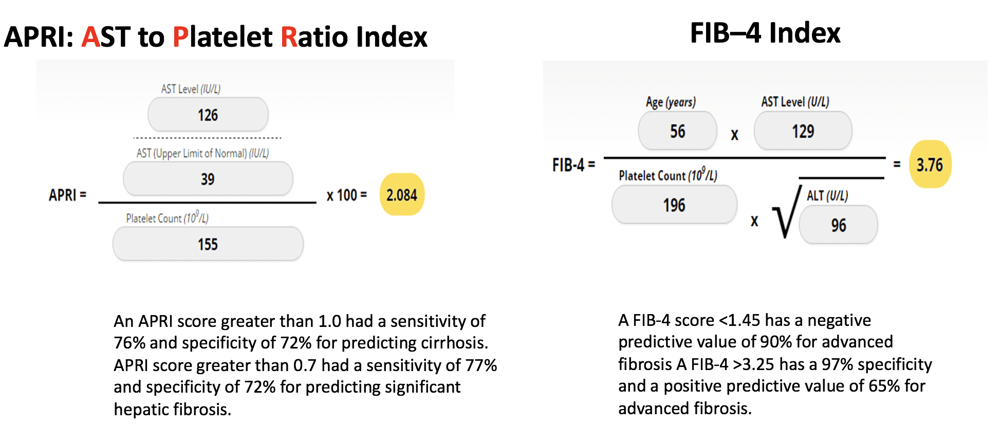 APRI: AST to Platelet Ratio Index
AST Level (IU/L)
126
AST (Upper Limit of Normal) (IU/L)
39
APRI =
x 100 =
2.084
Platelet Count (10⁹/L)
155
An APRI score greater than 1.0 had a sensitivity of
76% and specificity of 72% for predicting cirrhosis.
APRI score greater than 0.7 had a sensitivity of 77%
and specificity of 72% for predicting significant
hepatic fibrosis.
FIB–4 Index
Age (years)
AST Level (U/L)
56
x
129
FIB-4 =
=
3.76
Platelet Count (10⁹/L)
196
x
√
ALT (U/L)
96
A FIB-4 score <1.45 has a negative
predictive value of 90% for advanced
fibrosis A FIB-4 >3.25 has a 97% specificity
and a positive predictive value of 65% for
advanced fibrosis.